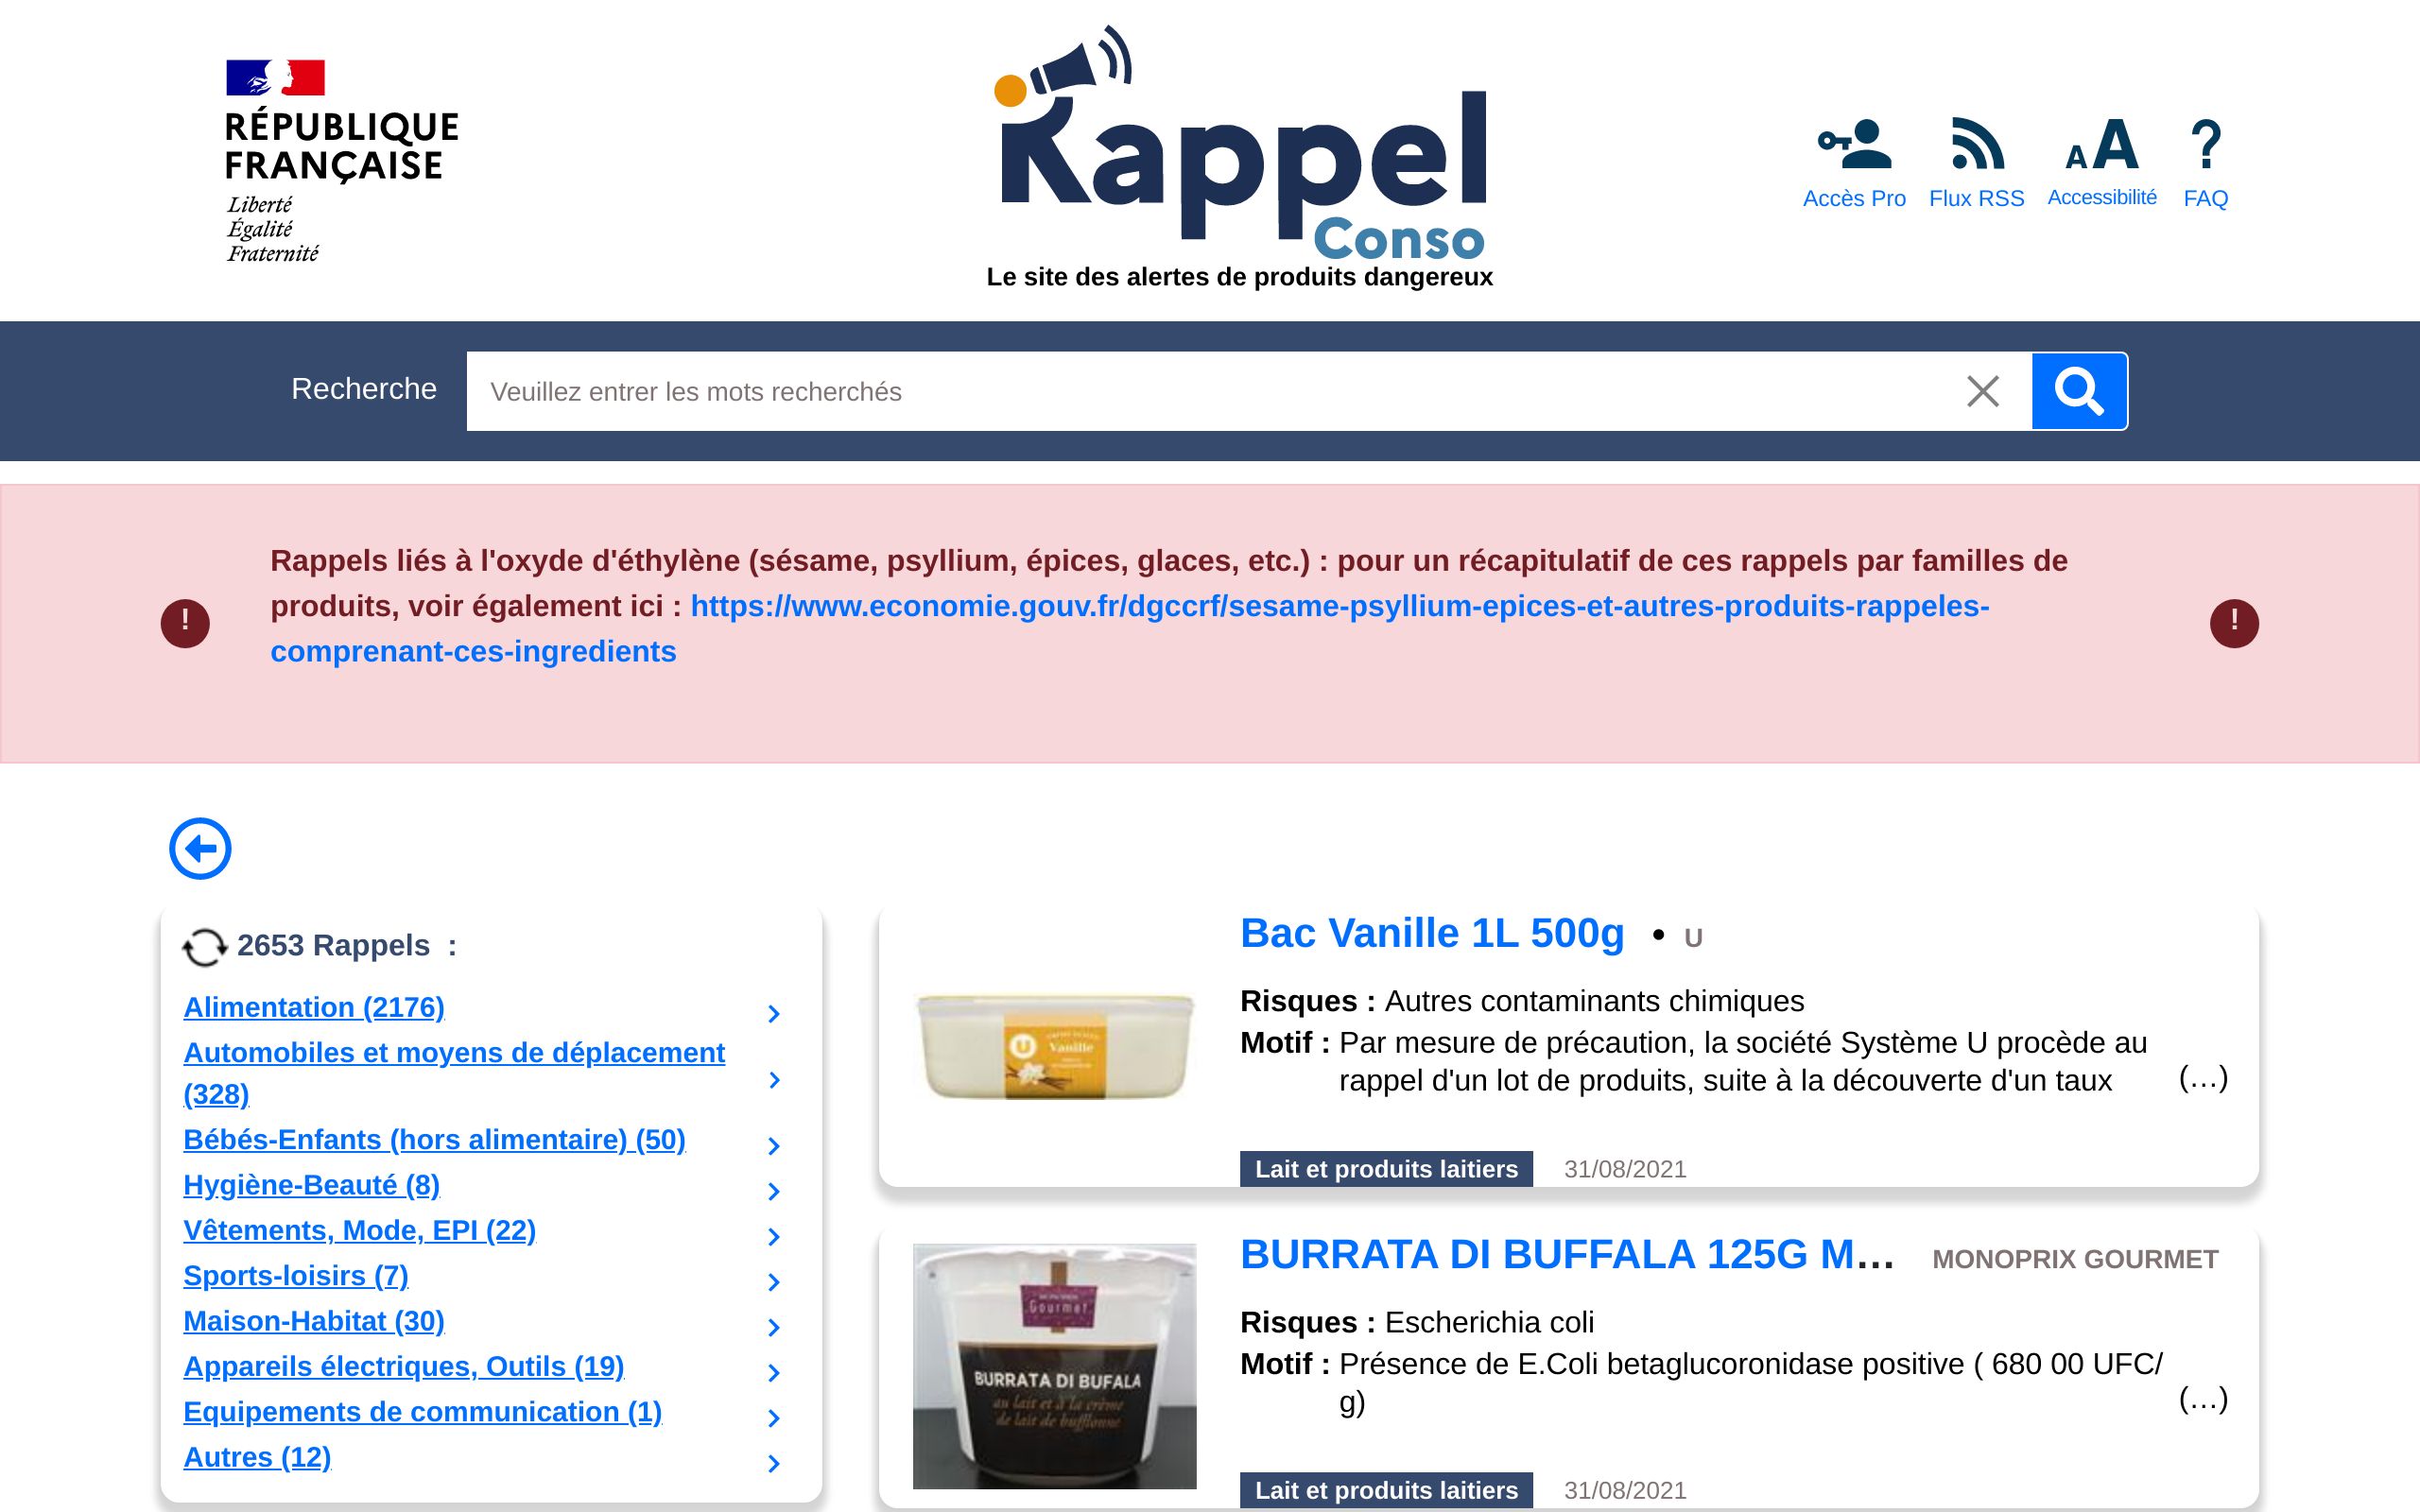 RÉPUBLIQUE
FRANÇAISE
Liberté
Égalité
Fraternité
Rappel
Conso
Le site des alertes de produits dangereux
Accès Pro
Flux RSS
AA
Accessibilité
?
FAQ
Recherche
Veuillez entrer les mots recherchés
Rappels liés à l'oxyde d'éthylène (sésame, psyllium, épices, glaces, etc.) : pour un récapitulatif de ces rappels par familles de
produits, voir également ici : https://www.economie.gouv.fr/dgccrf/sesame-psyllium-epices-et-autres-produits-rappeles-
comprenant-ces-ingredients
!
!
2653 Rappels :
Alimentation (2176)
Automobiles et moyens de déplacement
(328)
Bébés-Enfants (hors alimentaire) (50)
Hygiène-Beauté (8)
Vêtements, Mode, EPI (22)
Sports-loisirs (7)
Maison-Habitat (30)
Appareils électriques, Outils (19)
Equipements de communication (1)
Autres (12)
Bac Vanille 1L 500g • U
U
Vanille
Risques : Autres contaminants chimiques
Motif : Par mesure de précaution, la société Système U procède au
rappel d'un lot de produits, suite à la découverte d'un taux (…)
Lait et produits laitiers 31/08/2021
BURRATA DI BUFFALA 125G M… MONOPRIX GOURMET
Gourmet
BURRATA DI BUFALA
au lait et à la crème
de lait de bufflonne
Risques : Escherichia coli
Motif : Présence de E.Coli betaglucoronidase positive ( 680 00 UFC/
g) (…)
Lait et produits laitiers 31/08/2021